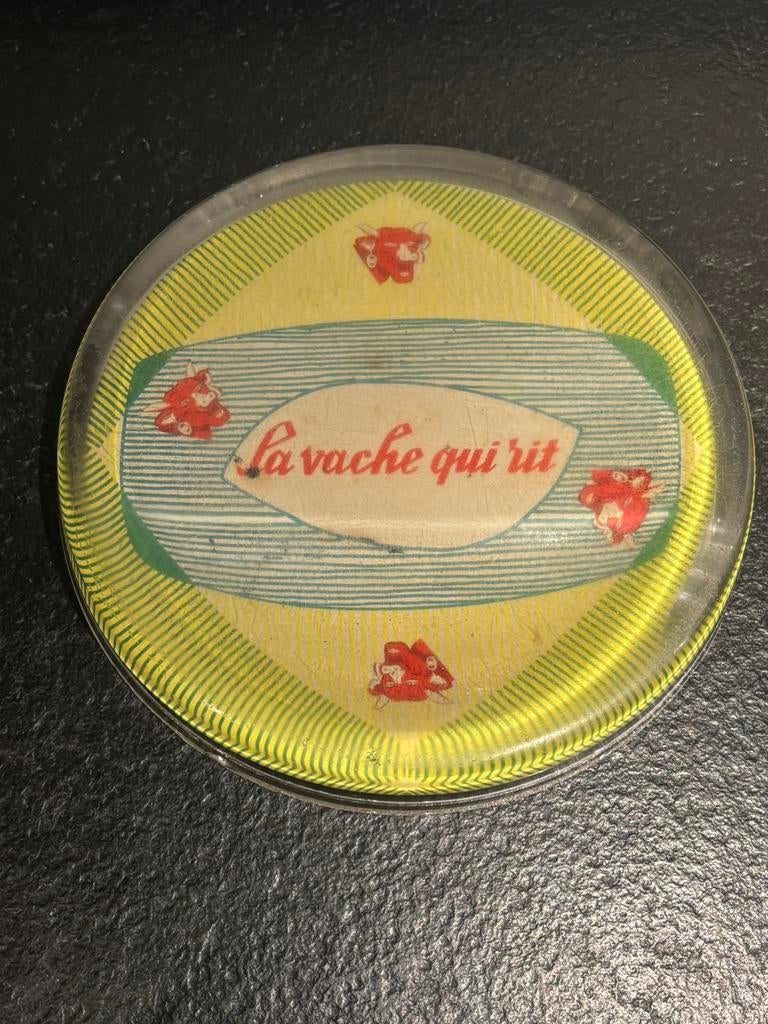 La vache qui rit